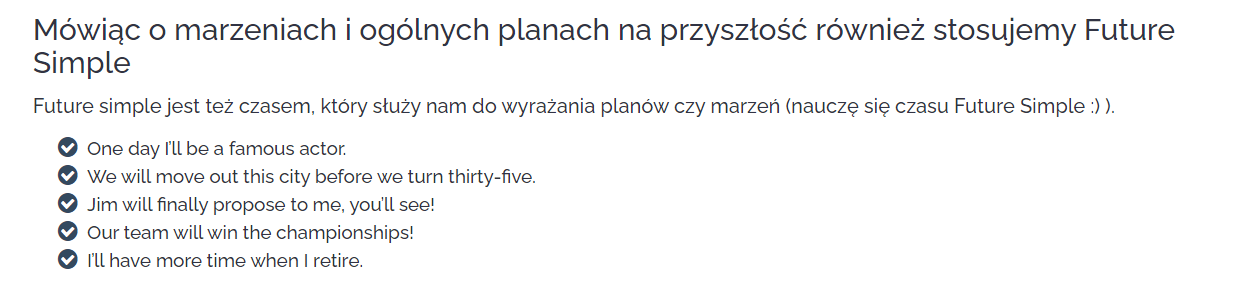 Mówiąc o marzeniach i ogólnych planach na przyszłość również stosujemy Future
Simple
Future simple jest też czasem, który służy nam do wyrażania planów czy marzeń (nauczę się czasu Future Simple :) ).
One day I'll be a famous actor.
We will move out this city before we turn thirty-five.
Jim will finally propose to me, you'll see!
Our team will win the championships!
I'll have more time when I retire.